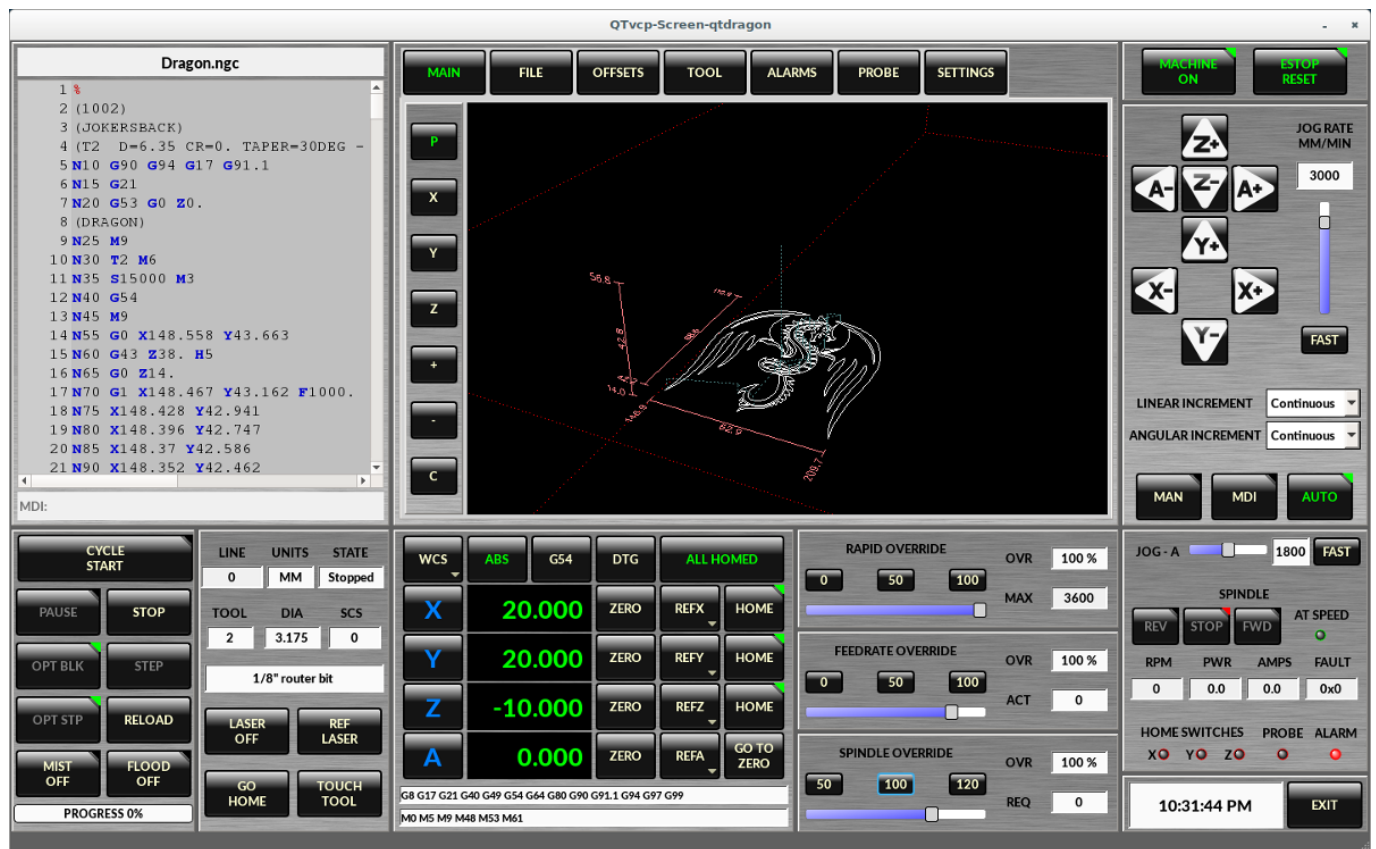 QTvcp-Screen-qtdragon
Dragon.ngc
1 %
2 (1002)
3 (JOKERSBACK)
4 (T2 D=6.35 CR=0. TAPER=30DEG -
5 N10 G90 G94 G17 G91.1
6 N15 G21
7 N20 G53 G0 Z0.
8 (DRAGON)
9 N25 M9
10 N30 T2 M6
11 N35 S15000 M3
12 N40 G54
13 N45 M9
14 N55 G0 X148.558 Y43.663
15 N60 G43 Z38. H5
16 N65 G0 Z14.
17 N70 G1 X148.467 Y43.162 F1000.
18 N75 X148.428 Y42.941
19 N80 X148.396 Y42.747
20 N85 X148.37 Y42.586
21 N90 X148.352 Y42.462
MDI:
MAIN FILE OFFSETS TOOL ALARMS PROBE SETTINGS
P
X
Y
Z
+
-
C
56.8
42.8
14.0
62.9
209.7
MACHINE ON
ESTOP RESET
JOG RATE
MM/MIN
3000
Z+
A- Z- A+
Y+
X- X+
Y-
FAST
LINEAR INCREMENT Continuous
ANGULAR INCREMENT Continuous
MAN MDI AUTO
CYCLE START
PAUSE STOP
OPT BLK STEP
OPT STP RELOAD
MIST OFF FLOOD OFF
PROGRESS 0%
LINE UNITS STATE
0 MM Stopped
TOOL DIA SCS
2 3.175 0
1/8" router bit
LASER OFF REF LASER
GO HOME TOUCH TOOL
WCS ABS G54 DTG ALL HOMED
X 20.000 ZERO REFX HOME
Y 20.000 ZERO REFY HOME
Z -10.000 ZERO REFZ HOME
A 0.000 ZERO REFA GO TO ZERO
G8 G17 G21 G40 G49 G54 G64 G80 G90 G91.1 G94 G97 G99
M0 M5 M9 M48 M53 M61
RAPID OVERRIDE OVR 100 %
0 50 100
MAX 3600
FEEDRATE OVERRIDE OVR 100 %
0 50 100
ACT 0
SPINDLE OVERRIDE OVR 100 %
50 100 120
REQ 0
JOG - A 1800 FAST
SPINDLE
REV STOP FWD AT SPEED
RPM PWR AMPS FAULT
0 0.0 0.0 0x0
HOME SWITCHES PROBE ALARM
X Y Z
10:31:44 PM EXIT